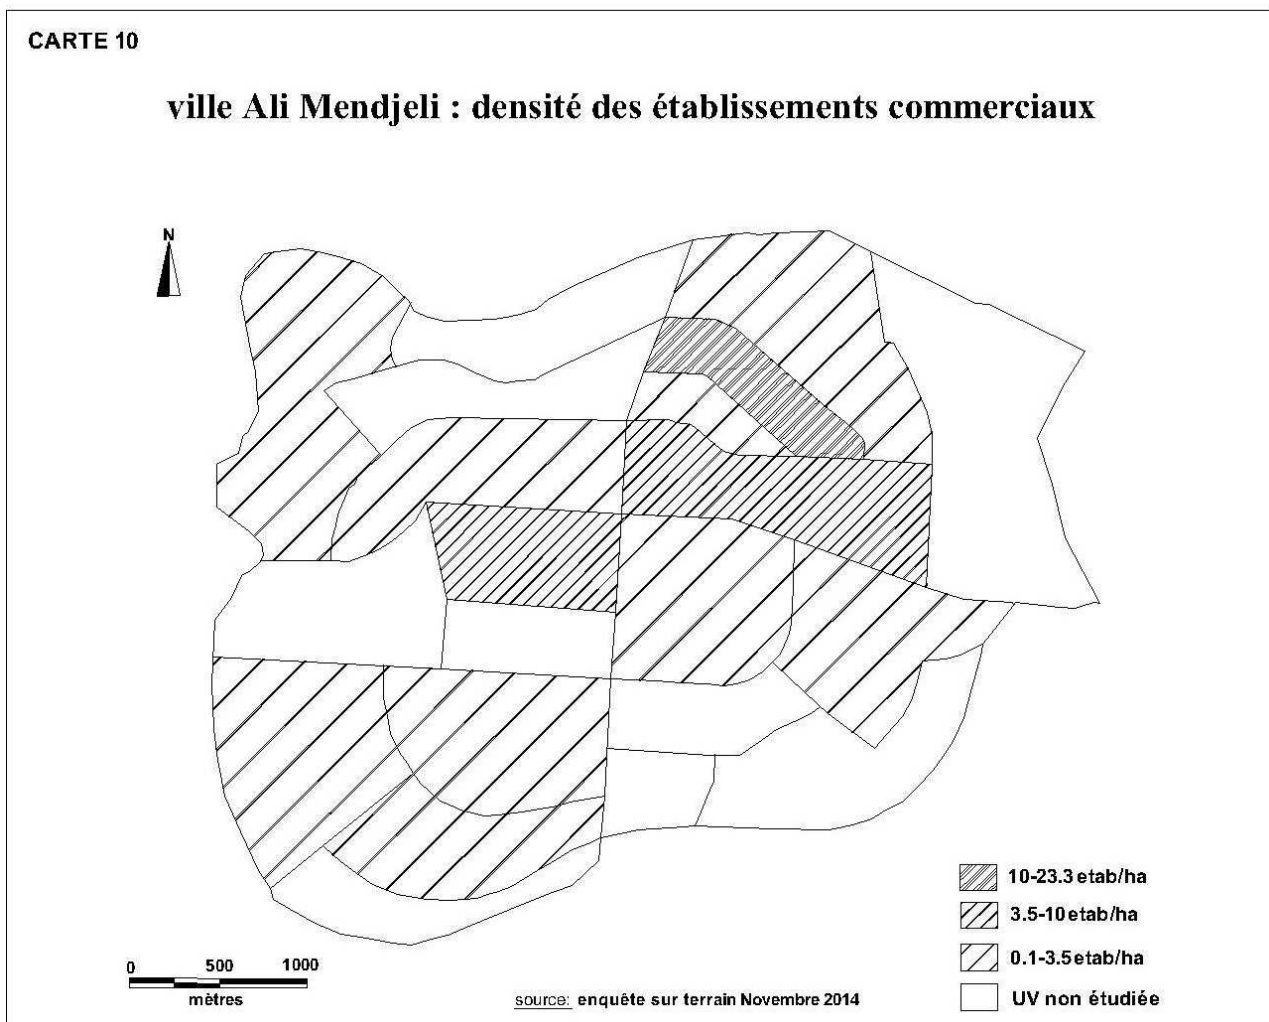 CARTE 10
ville Ali Mendjeli : densité des établissements commerciaux
N
10-23.3 etab/ha
3.5-10 etab/ha
0.1-3.5 etab/ha
UV non étudiée
0 500 1000
mètres
source: enquête sur terrain Novembre 2014